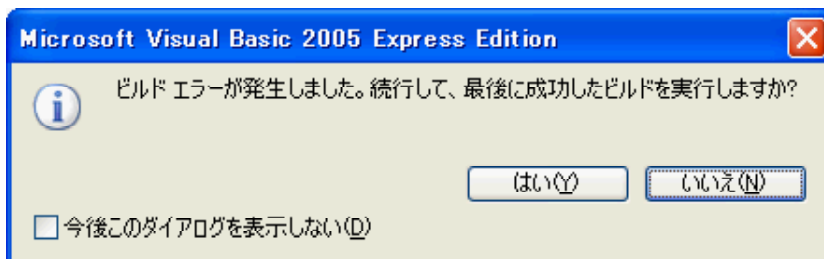 Microsoft Visual Basic 2005 Express Edition
ビルド エラーが発生しました。続行して、最後に成功したビルドを実行しますか?
はい(Y) いいえ(N)
今後このダイアログを表示しない(D)